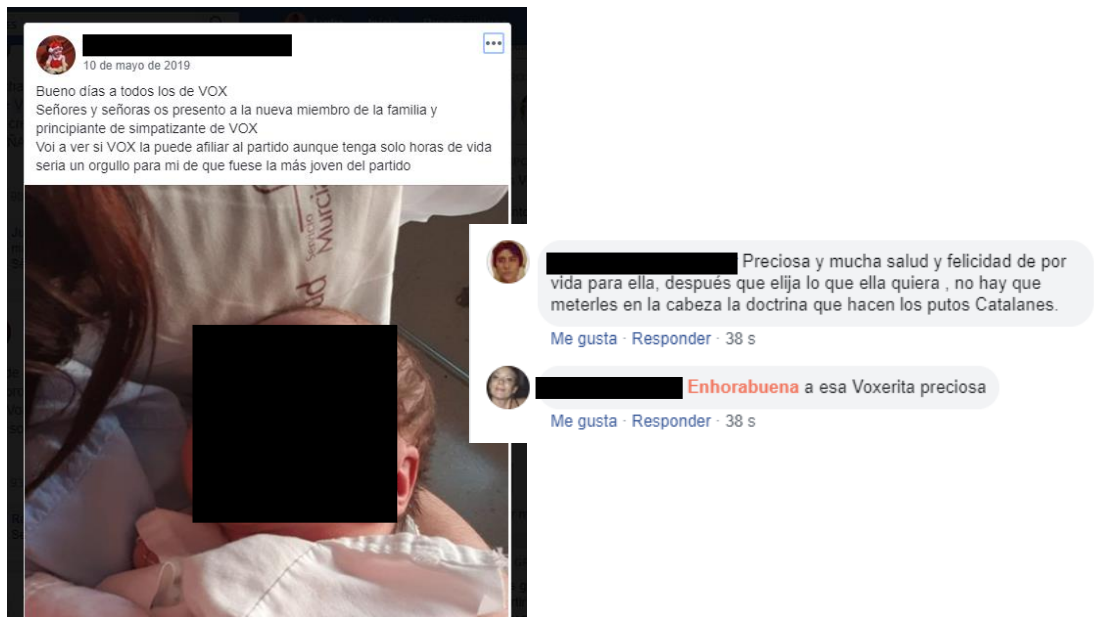 10 de mayo de 2019
Bueno días a todos los de VOX
Señores y señoras os presento a la nueva miembro de la familia y
principiante de simpatizante de VOX
Voi a ver si VOX la puede afiliar al partido aunque tenga solo horas de vida
seria un orgullo para mi de que fuese la más joven del partido
Servicio
Murcia
ud
Preciosa y mucha salud y felicidad de por
vida para ella, después que elija lo que ella quiera , no hay que
meterles en la cabeza la doctrina que hacen los putos Catalanes.
Me gusta · Responder · 38 s
Enhorabuena a esa Voxerita preciosa
Me gusta · Responder · 38 s